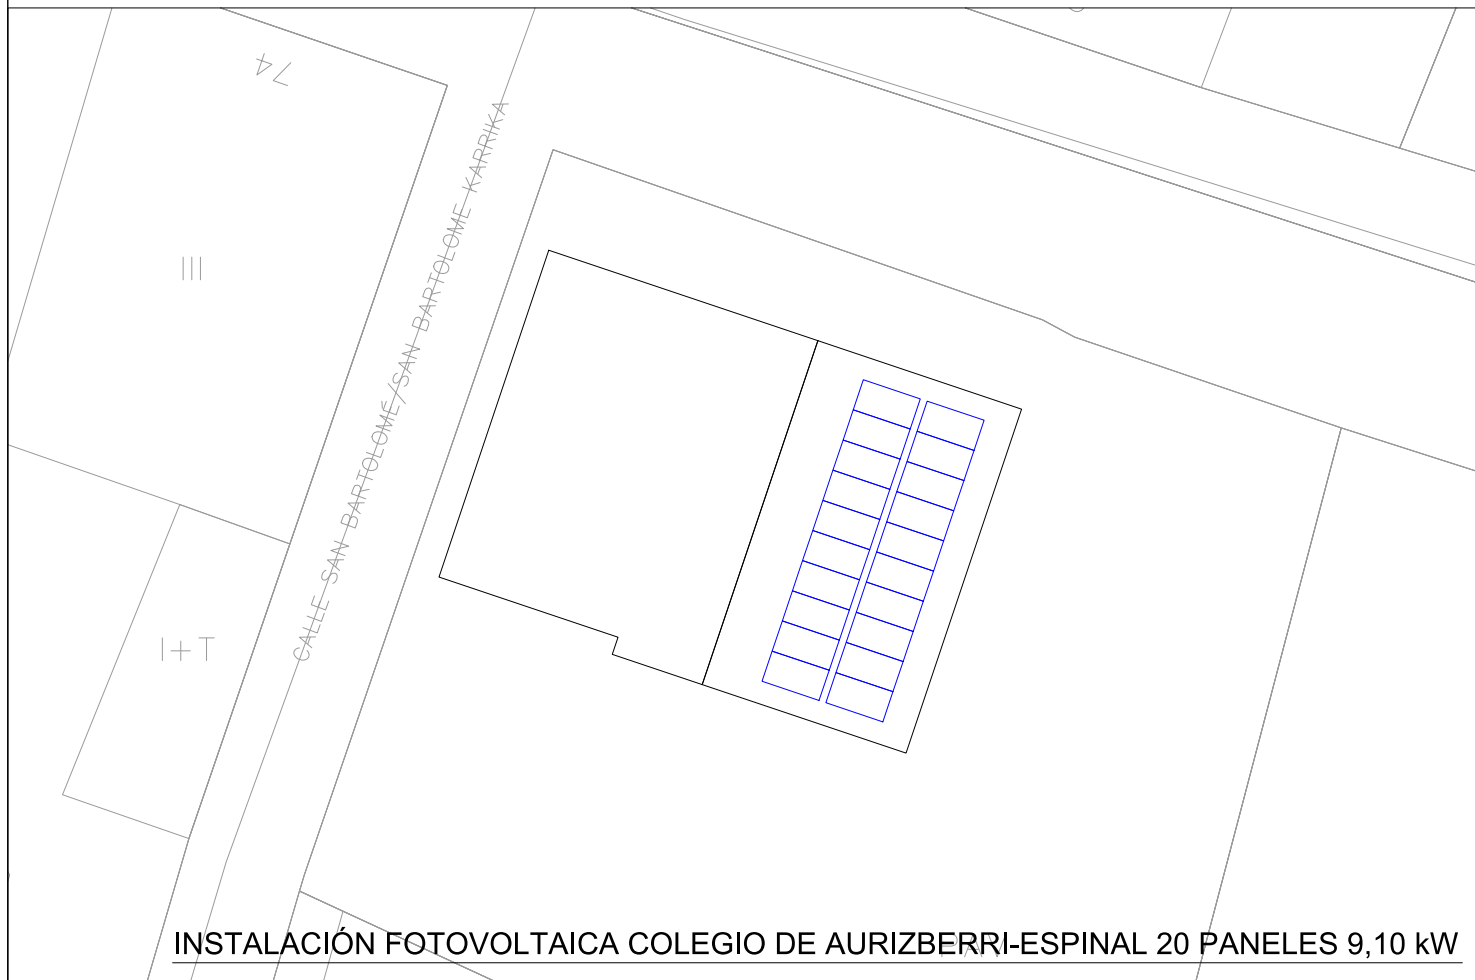 74
III
CALLE SAN BARTOLOMÉ/SAN BARTOLOME KARRIKA
I+T
INSTALACIÓN FOTOVOLTAICA COLEGIO DE AURIZBERRI-ESPINAL 20 PANELES 9,10 kW